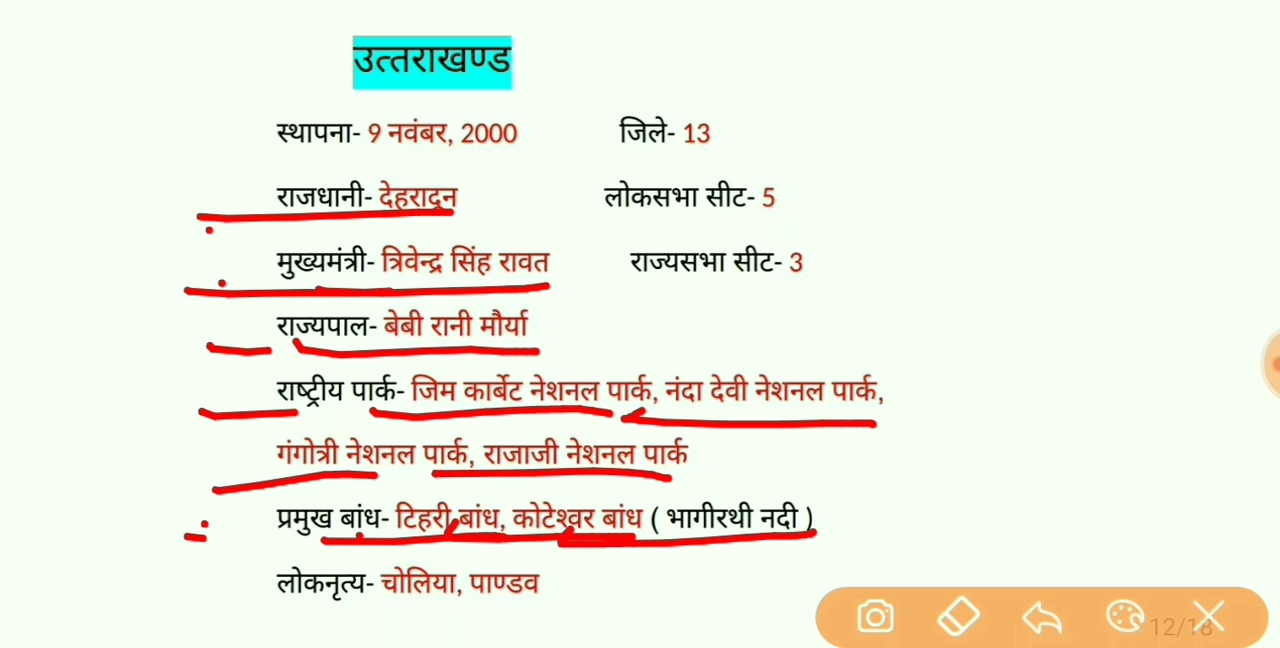 उत्तराखण्ड
स्थापना- 9 नवंबर, 2000 जिले- 13
राजधानी- देहरादून लोकसभा सीट- 5
मुख्यमंत्री- त्रिवेन्द्र सिंह रावत राज्यसभा सीट- 3
राज्यपाल- बेबी रानी मौर्या
राष्ट्रीय पार्क- जिम कार्बेट नेशनल पार्क, नंदा देवी नेशनल पार्क,
गंगोत्री नेशनल पार्क, राजाजी नेशनल पार्क
प्रमुख बांध- टिहरी बांध, कोटेश्वर बांध ( भागीरथी नदी )
लोकनृत्य- चोलिया, पाण्डव
12/18